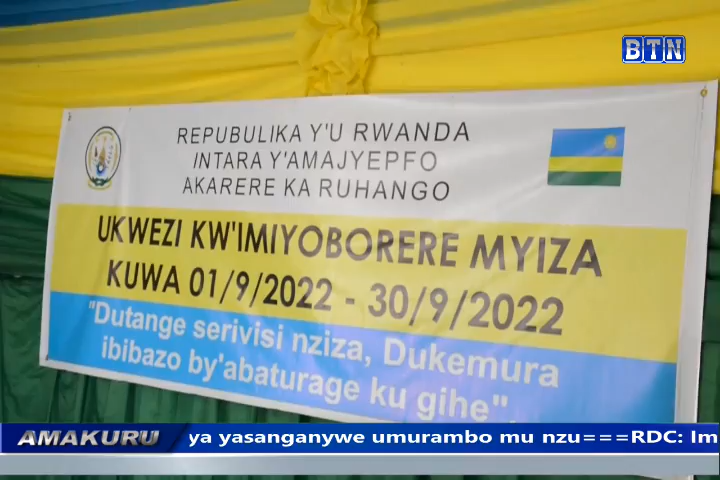 BTN
REPUBULIKA Y'U RWANDA
INTARA Y'AMAJYEPFO
AKARERE KA RUHANGO
UKWEZI KW'IMIYOBORERE MYIZA
KUWA 01/9/2022 - 30/9/2022
"Dutange serivisi nziza, Dukemura
ibibazo by'abaturage ku gihe",
AMAKURU ya yasanganywe umurambo mu nzu===RDC: Im